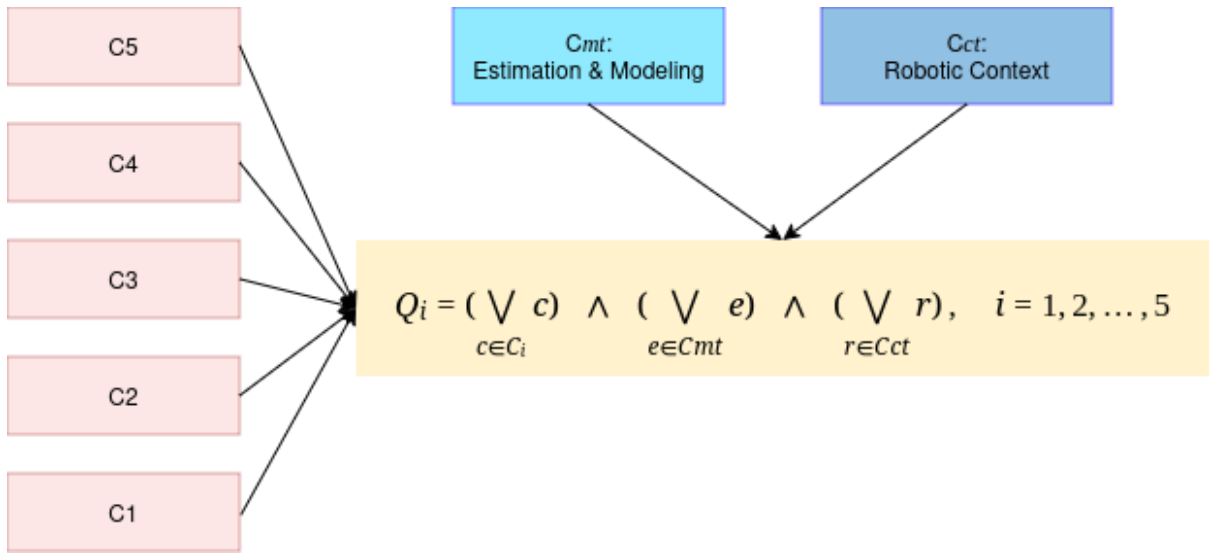 C5
C4
C3
C2
C1
Cmt:
Estimation & Modeling
Cct:
Robotic Context
Qᵢ = ( ⋁ c) ∧ ( ⋁ e) ∧ ( ⋁ r), i = 1, 2, …, 5
c∈Cᵢ e∈Cmt r∈Cct